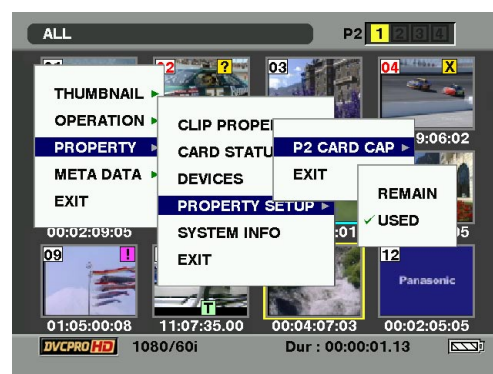 ALL P2 1 2 3 4
02 ? 03 04 X
THUMBNAIL
OPERATION
PROPERTY
META DATA
EXIT
CLIP PROPE
CARD STATU
DEVICES
PROPERTY SETUP
SYSTEM INFO
EXIT
P2 CARD CAP
EXIT
REMAIN
✓ USED
9:06:02
00:02:09:05 :01 05
09 ! 12
Panasonic
T
01:05:00:08 11:07:35.00 00:04:07:03 00:02:05:05
DVCPRO HD 1080/60i Dur : 00:00:01.13